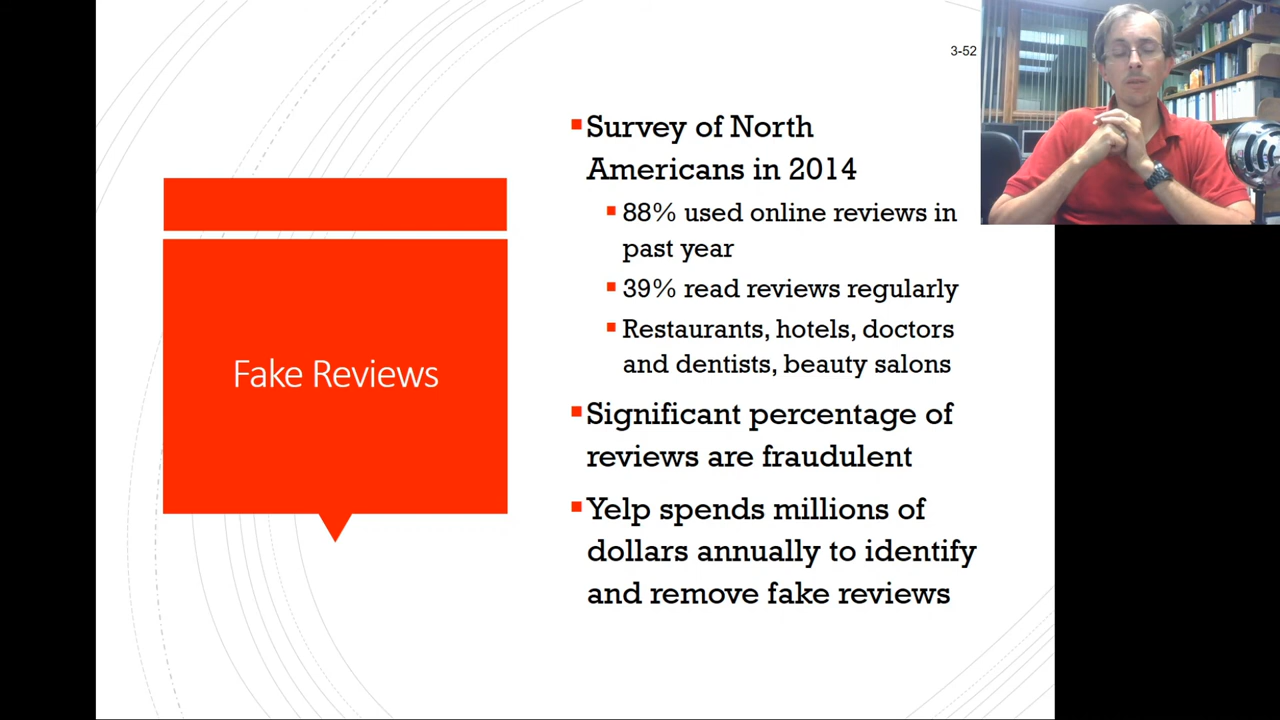 3-52
Fake Reviews
Survey of North
Americans in 2014
88% used online reviews in
past year
39% read reviews regularly
Restaurants, hotels, doctors
and dentists, beauty salons
Significant percentage of
reviews are fraudulent
Yelp spends millions of
dollars annually to identify
and remove fake reviews